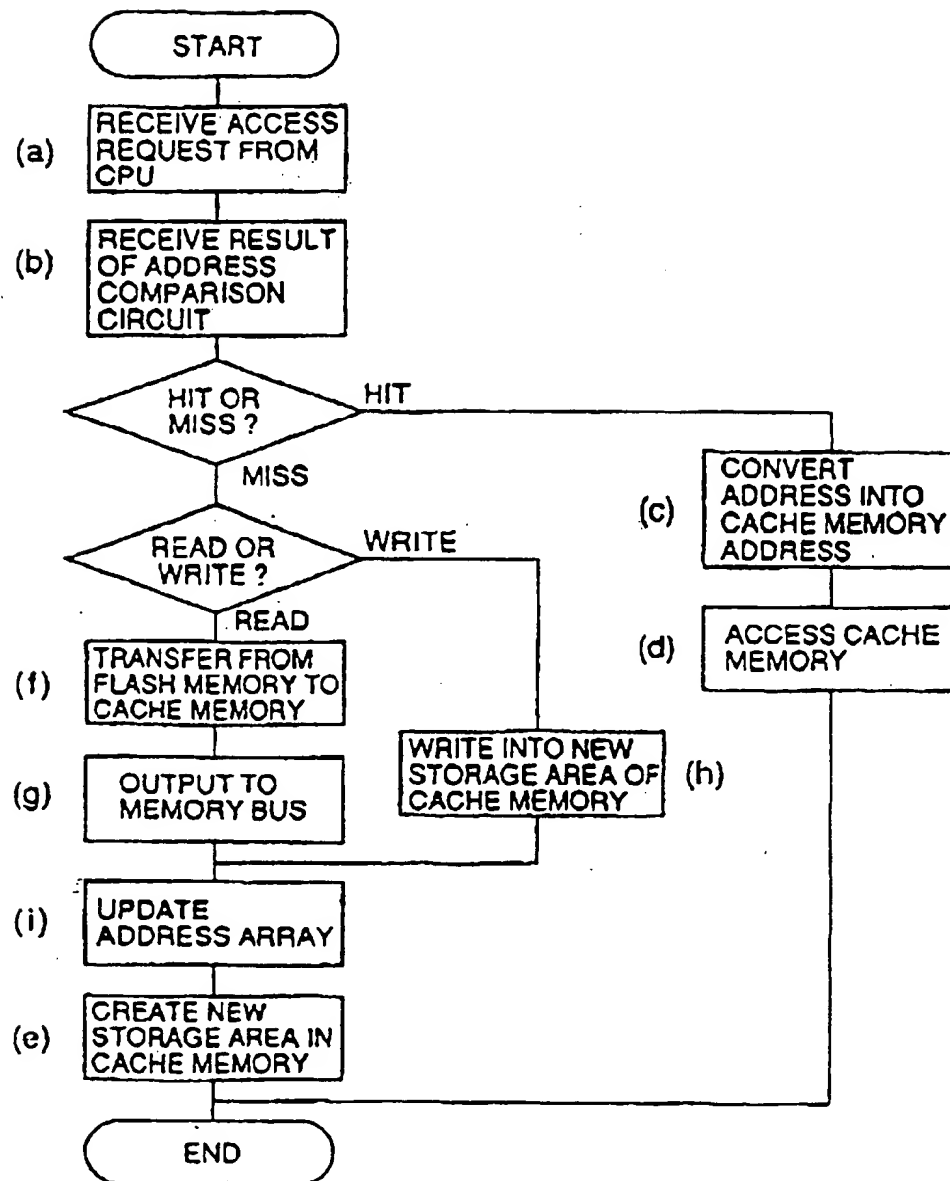 START
(a)
RECEIVE ACCESS
REQUEST FROM
CPU
(b)
RECEIVE RESULT
OF ADDRESS
COMPARISON
CIRCUIT
HIT OR
MISS ?
HIT
MISS
(c)
CONVERT
ADDRESS INTO
CACHE MEMORY
ADDRESS
READ OR
WRITE ?
WRITE
READ
(d)
ACCESS CACHE
MEMORY
(f)
TRANSFER FROM
FLASH MEMORY TO
CACHE MEMORY
WRITE INTO NEW
STORAGE AREA OF
CACHE MEMORY
(h)
(g)
OUTPUT TO
MEMORY BUS
(i)
UPDATE
ADDRESS ARRAY
(e)
CREATE NEW
STORAGE AREA IN
CACHE MEMORY
END